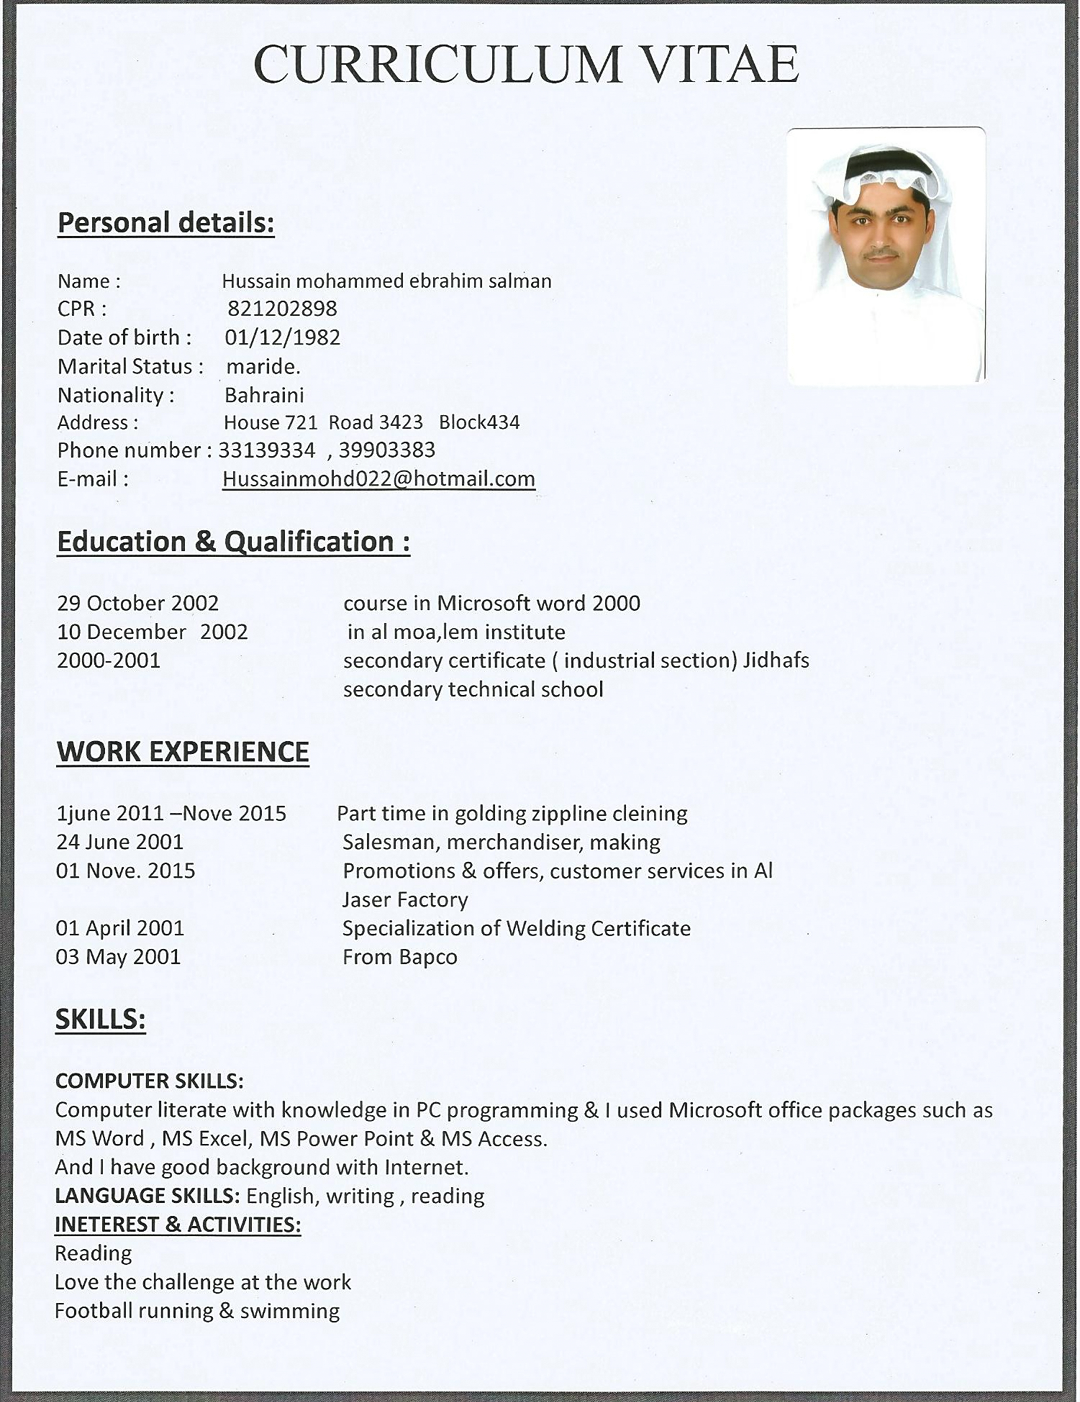 CURRICULUM VITAE
Personal details:
Name : Hussain mohammed ebrahim salman
CPR : 821202898
Date of birth : 01/12/1982
Marital Status : maride.
Nationality : Bahraini
Address : House 721 Road 3423 Block434
Phone number : 33139334 , 39903383
E-mail : Hussainmohd022@hotmail.com
Education & Qualification :
29 October 2002 course in Microsoft word 2000
10 December 2002 in al moa,lem institute
2000-2001 secondary certificate ( industrial section) Jidhafs
secondary technical school
WORK EXPERIENCE
1june 2011 –Nove 2015 Part time in golding zippline cleining
24 June 2001 Salesman, merchandiser, making
01 Nove. 2015 Promotions & offers, customer services in Al
Jaser Factory
01 April 2001 Specialization of Welding Certificate
03 May 2001 From Bapco
SKILLS:
COMPUTER SKILLS:
Computer literate with knowledge in PC programming & I used Microsoft office packages such as
MS Word , MS Excel, MS Power Point & MS Access.
And I have good background with Internet.
LANGUAGE SKILLS: English, writing , reading
INETEREST & ACTIVITIES:
Reading
Love the challenge at the work
Football running & swimming